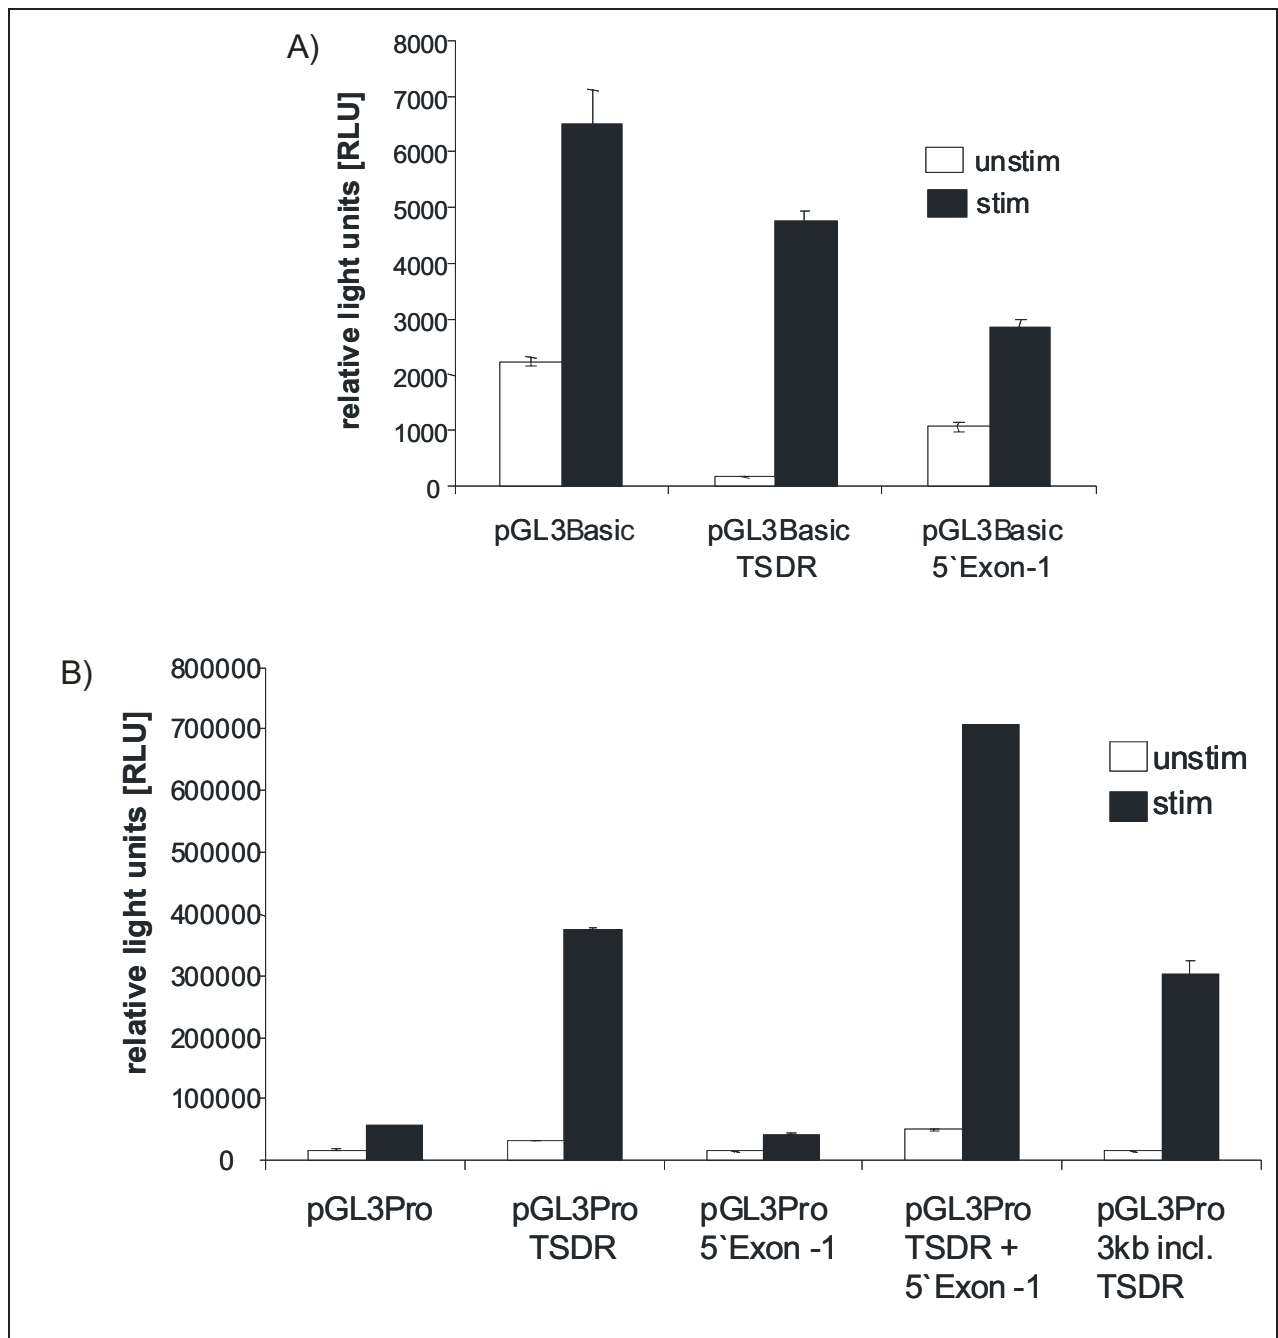 A)
relative light units [RLU]
8000
7000
6000
5000
4000
3000
2000
1000
0
unstim
stim
pGL3Basic
pGL3Basic
TSDR
pGL3Basic
5`Exon-1
B)
relative light units [RLU]
800000
700000
600000
500000
400000
300000
200000
100000
0
unstim
stim
pGL3Pro
pGL3Pro
TSDR
pGL3Pro
5`Exon -1
pGL3Pro
TSDR +
5`Exon -1
pGL3Pro
3kb incl.
TSDR